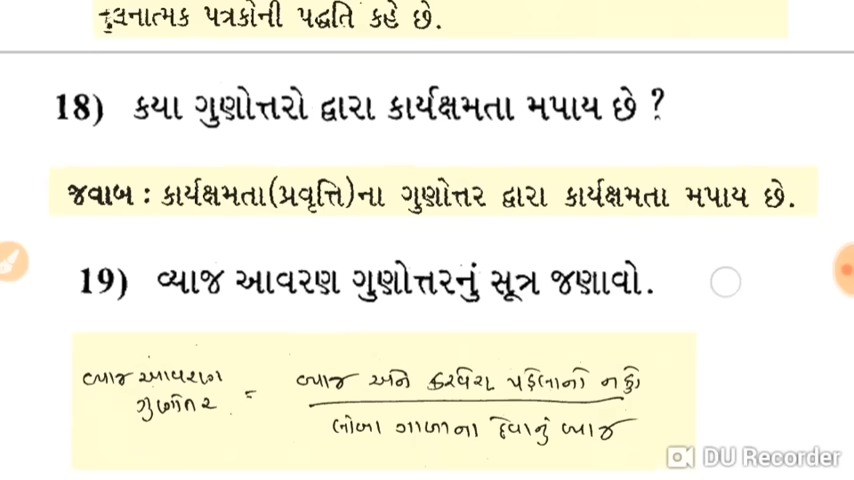 તુલનાત્મક પત્રકોની પદ્ધતિ કહે છે.
18) કયા ગુણોત્તરો દ્વારા કાર્યક્ષમતા મપાય છે ?
જવાબ : કાર્યક્ષમતા(પ્રવૃત્તિ)ના ગુણોત્તર દ્વારા કાર્યક્ષમતા મપાય છે.
19) વ્યાજ આવરણ ગુણોત્તરનું સૂત્ર જણાવો.
વ્યાજ આવરણ ગુણોત્તર = વ્યાજ અને કરવેરા પહેલાનો નફો
લાંબા ગાળાના દેવાનું વ્યાજ
DU Recorder